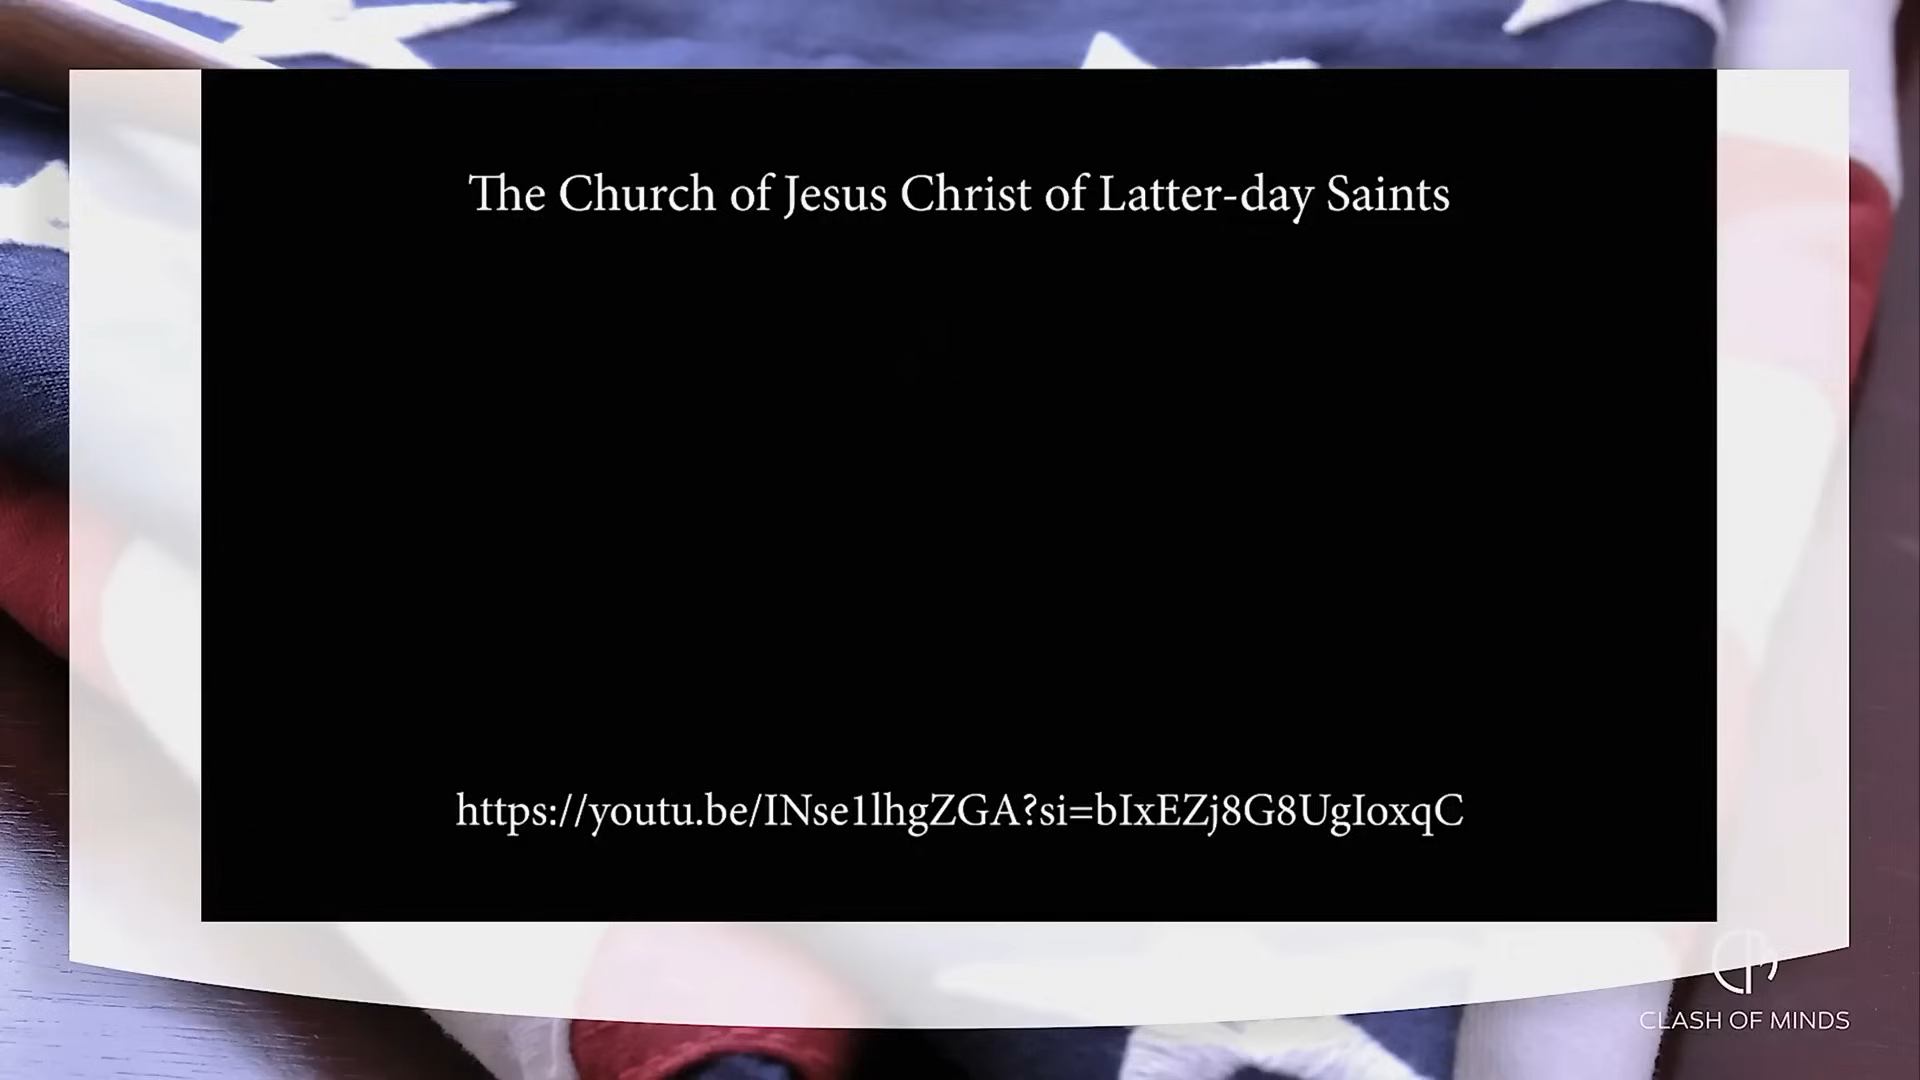 The Church of Jesus Christ of Latter-day Saints
https://youtu.be/INse1lhgZGA?si=bIxEZj8G8UgIoxqC
CLASH OF MINDS